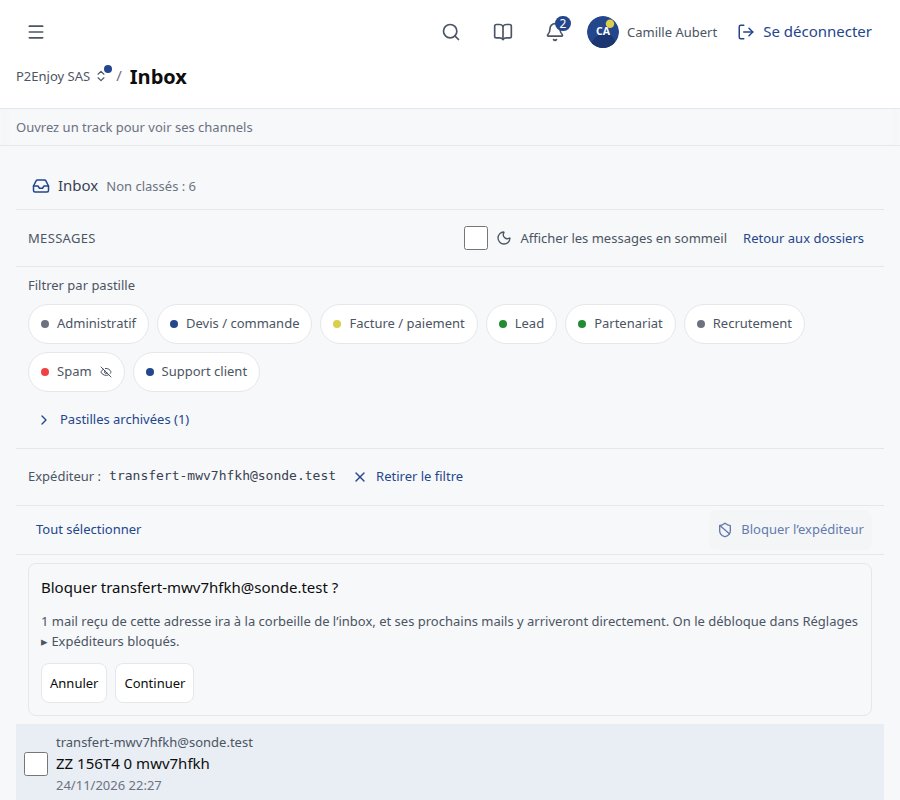 2
CA
Camille Aubert
Se déconnecter
P2Enjoy SAS / Inbox
Ouvrez un track pour voir ses channels
Inbox Non classés : 6
MESSAGES
Afficher les messages en sommeil
Retour aux dossiers
Filtrer par pastille
Administratif
Devis / commande
Facture / paiement
Lead
Partenariat
Recrutement
Spam
Support client
Pastilles archivées (1)
Expéditeur : transfert-mwv7hfkh@sonde.test
Retirer le filtre
Tout sélectionner
Bloquer l’expéditeur
Bloquer transfert-mwv7hfkh@sonde.test ?
1 mail reçu de cette adresse ira à la corbeille de l’inbox, et ses prochains mails y arriveront directement. On le débloque dans Réglages
▸ Expéditeurs bloqués.
Annuler
Continuer
transfert-mwv7hfkh@sonde.test
ZZ 156T4 0 mwv7hfkh
24/11/2026 22:27